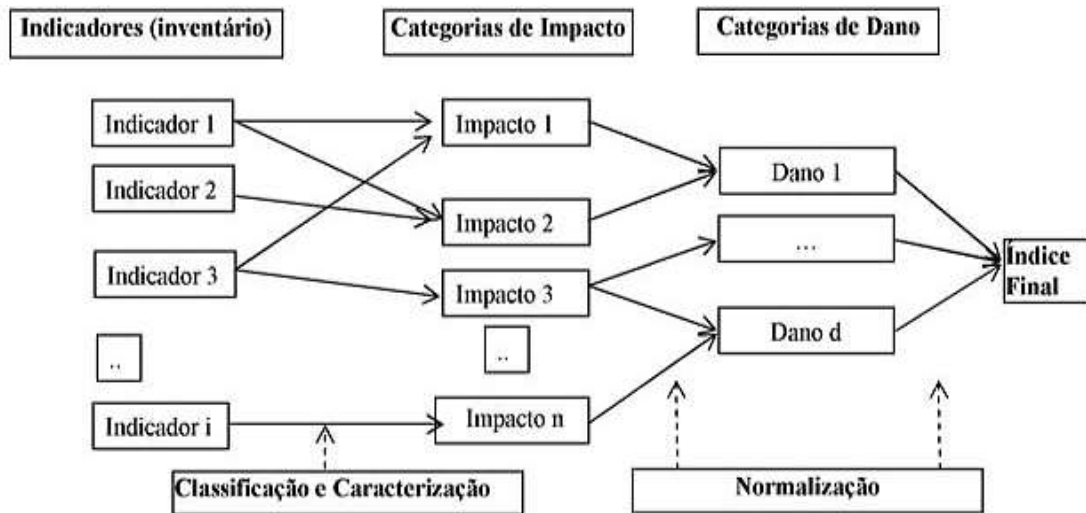 Indicadores (inventário)
Categorias de Impacto
Categorias de Dano
Indicador 1
Indicador 2
Indicador 3
..
Indicador i
Impacto 1
Impacto 2
Impacto 3
..
Impacto n
Dano 1
...
Dano d
Índice
Final
Classificação e Caracterização
Normalização